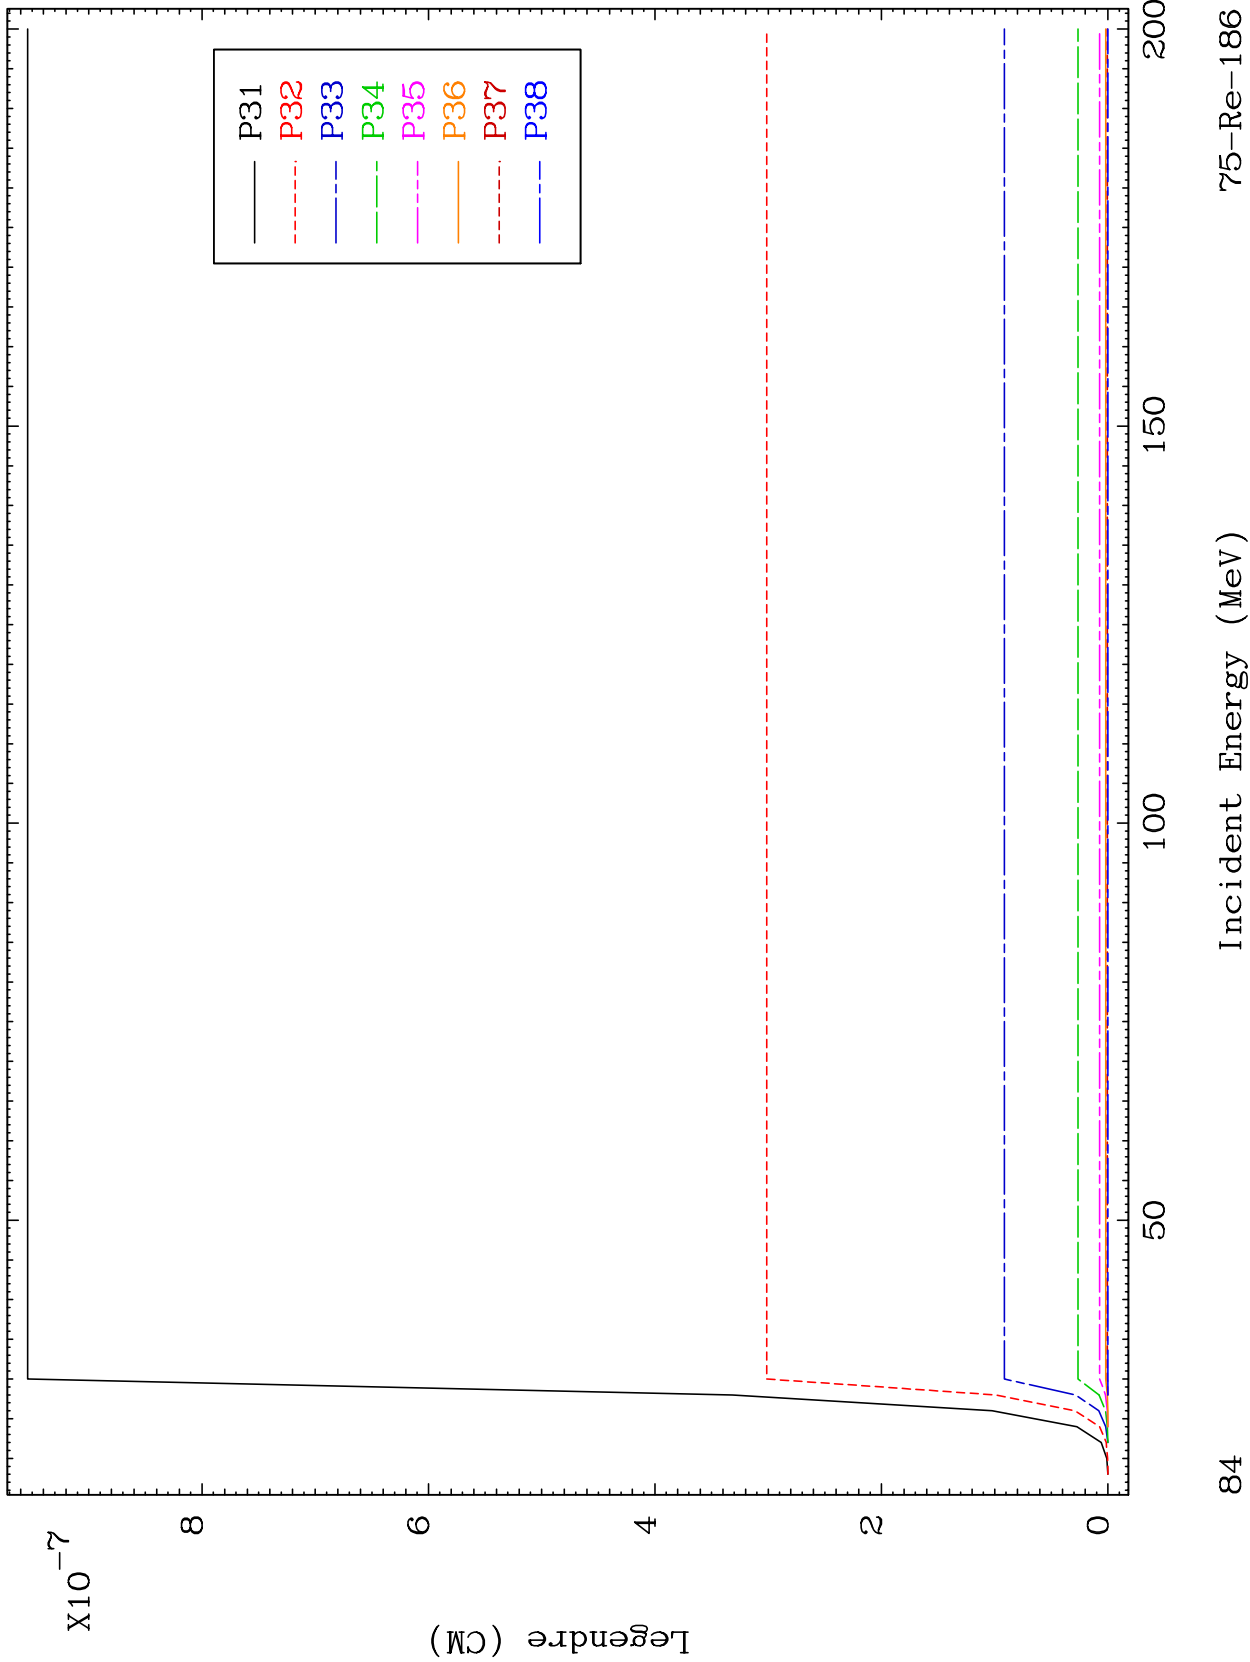 X10-7
Legendre (CM)
8
6
4
2
0
P31
P32
P33
P34
P35
P36
P37
P38
50
100
150
200
84
Incident Energy (MeV)
75-Re-186